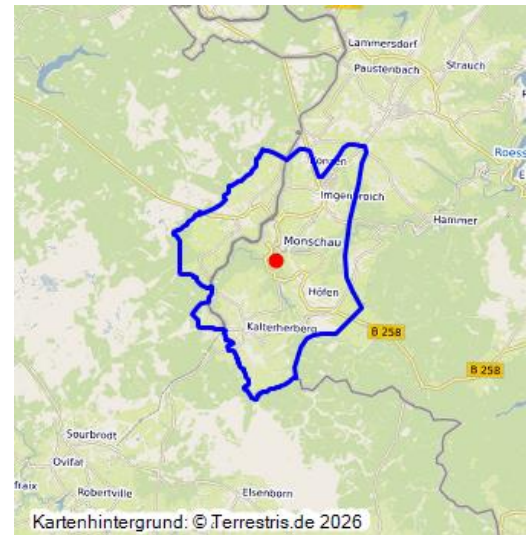 Lammersdorf
Strauch
Paustenbach
Konzen
Imgenbroich
Hammer
Monschau
Höfen
Kalterherberg
B 258
B 258
Sourbrodt
Ovifat
fraix
Robertville
Elsenborn
Kartenhintergrund: © Terrestris.de 2026